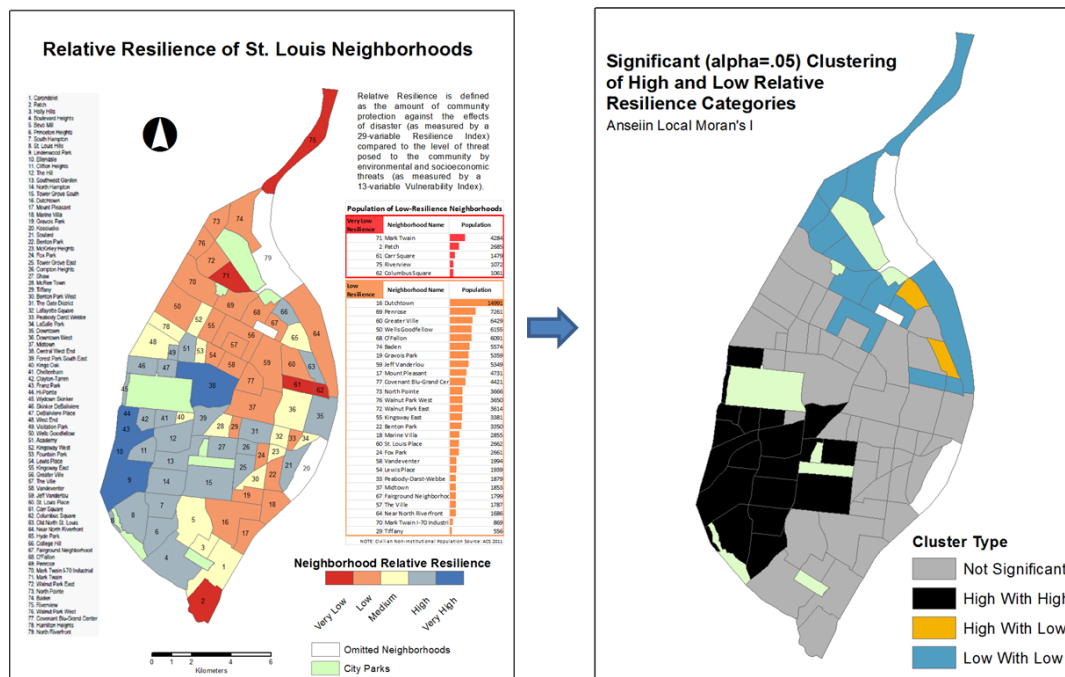 Relative Resilience of St. Louis Neighborhoods
1. Carondelet
2. Patch
3. Holly Hills
4. Boulevard Heights
5. Bevo Mill
6. Princeton Heights
7. South Hampton
8. St. Louis Hills
9. Lindenwood Park
10. Ellendale
11. Clifton Heights
12. The Hill
13. Southwest Garden
14. North Hampton
15. Tower Grove South
16. Dutchtown
17. Mount Pleasant
18. Marine Villa
19. Gravois Park
20. Kosciusko
21. Soulard
22. Benton Park
23. McKinley Heights
24. Fox Park
25. Tower Grove East
26. Compton Heights
27. Shaw
28. McRee Town
29. Tiffany
30. Benton Park West
31. The Gate District
32. Lafayette Square
33. Peabody Darst Webbe
34. LaSalle Park
35. Downtown
36. Downtown West
37. Midtown
38. Central West End
39. Forest Park South East
40. Kings Oak
41. Cheltenham
42. Clayton-Tamm
43. Franz Park
44. Hi-Pointe
45. Wydown Skinker
46. Skinker DeBaliviere
47. DeBaliviere Place
48. West End
49. Visitation Park
50. Wells Goodfellow
51. Academy
52. Kingsway West
53. Fountain Park
54. Lewis Place
55. Kingsway East
56. Greater Ville
57. The Ville
58. Vandeventer
59. Jeff Vanderlou
60. St. Louis Place
61. Carr Square
62. Columbus Square
63. Old North St. Louis
64. Near North Riverfront
65. Hyde Park
66. College Hill
67. Fairground Neighborhood
68. O'Fallon
69. Penrose
70. Mark Twain I-70 Industrial
71. Mark Twain
72. Walnut Park East
73. North Pointe
74. Baden
75. Riverview
76. Walnut Park West
77. Covenant Blu-Grand Center
78. Hamilton Heights
79. North Riverfront
Relative Resilience is defined
as the amount of community
protection against the effects
of disaster (as measured by a
29-variable Resilience Index)
compared to the level of threat
posed to the community by
environmental and socioeconomic
threats (as measured by a
13-variable Vulnerability Index).
Population of Low-Resilience Neighborhoods
Very Low Resilience Neighborhood Name Population
71 Mark Twain 4284
2 Patch 2685
61 Carr Square 1479
75 Riverview 1072
62 Columbus Square 1061
Low Resilience Neighborhood Name Population
16 Dutchtown 14991
69 Penrose 7261
60 Greater Ville 6429
50 Wells Goodfellow 6155
68 O'Fallon 6091
74 Baden 5574
19 Gravois Park 5359
59 Jeff Vanderlou 5349
17 Mount Pleasant 4731
77 Covenant Blu-Grand Cer 4421
73 North Pointe 3666
76 Walnut Park West 3650
72 Walnut Park East 3614
55 Kingsway East 3381
22 Benton Park 3350
18 Marine Villa 2855
60 St. Louis Place 2662
24 Fox Park 2661
58 Vandeventer 1994
54 Lewis Place 1939
33 Peabody-Darst-Webbe 1879
37 Midtown 1853
67 Fairground Neighborhoo 1799
57 The Ville 1787
64 Near North Riverfront 1686
70 Mark Twain I-70 Industri 869
29 Tiffany 556
NOTE: Civilian Non-Institutional Population Source: ACS 2011
Neighborhood Relative Resilience
Very Low
Low
Medium
High
Very High
Omitted Neighborhoods
City Parks
0 1 2 4 6
Kilometers
Significant (alpha=.05) Clustering
of High and Low Relative
Resilience Categories
Anseiin Local Moran's I
Cluster Type
Not Significant
High With High
High With Low
Low With Low